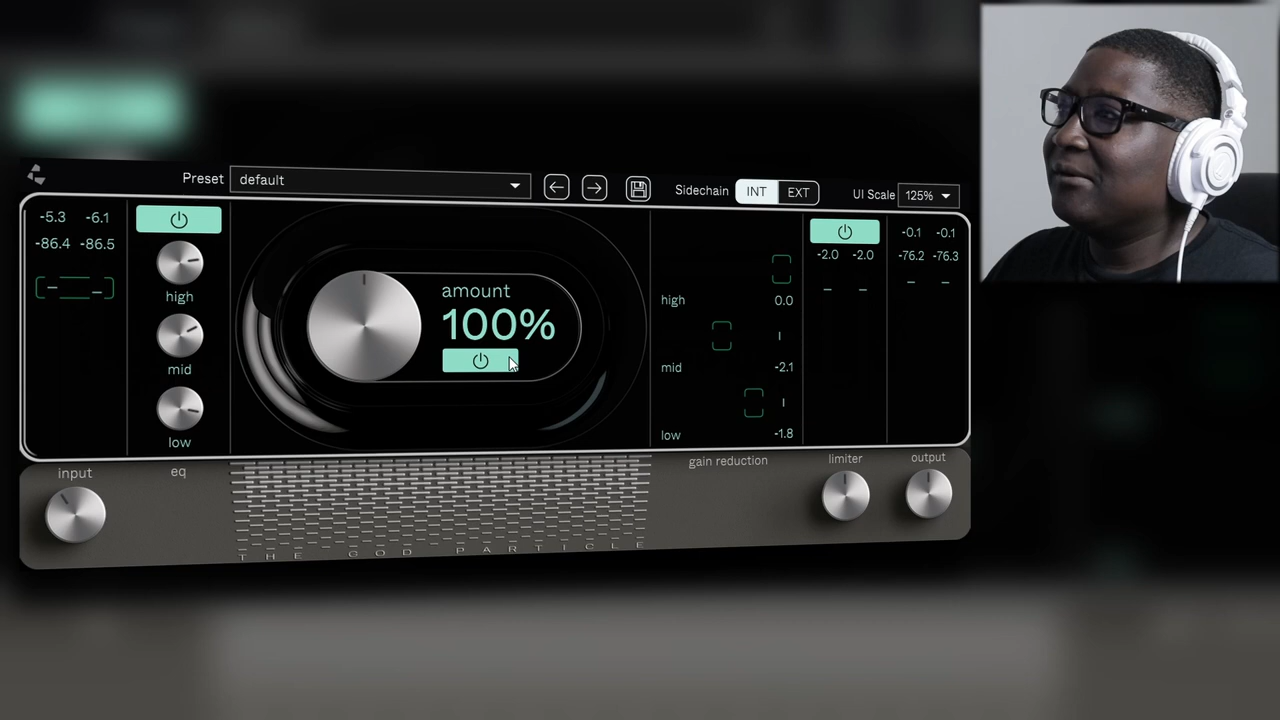 Preset default Sidechain INT EXT UI Scale 125%
-5.3 -6.1
-86.4 -86.5
high
mid
low
amount
100%
high 0.0
mid -2.1
low -1.8
-2.0 -2.0
-0.1 -0.1
-76.2 -76.3
input eq gain reduction limiter output
THE GOD PARTICLE